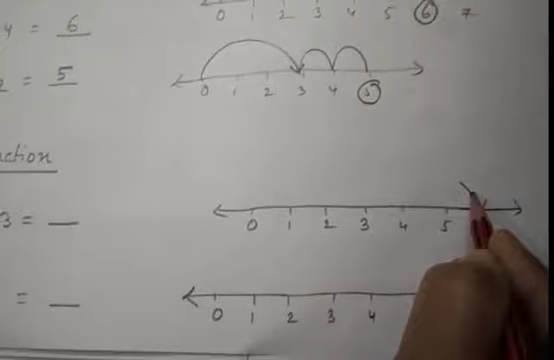 0 1 2 3 4 5 6 7
4 = 6
2 = 5
0 1 2 3 4 5
ction
3 = __
0 1 2 3 4 5
= __
0 1 2 3 4